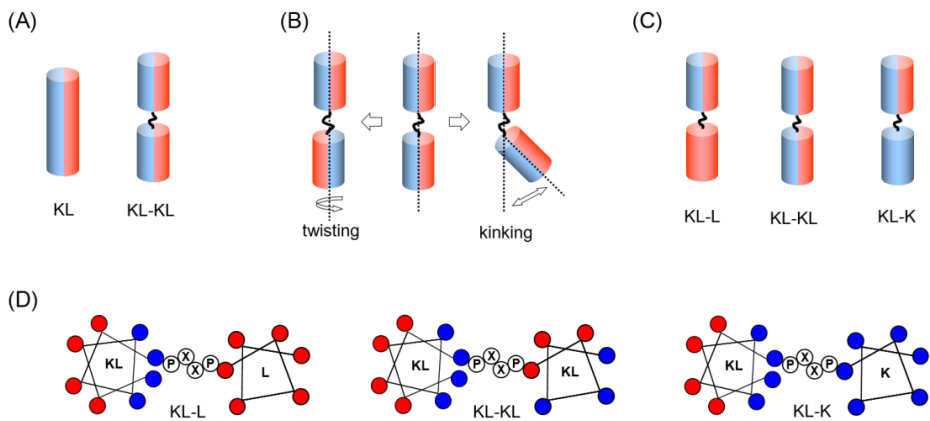 (A)
KL
KL-KL
(B)
twisting
kinking
(C)
KL-L
KL-KL
KL-K
(D)
KL
P
X
X
P
L
KL-L
KL
P
X
X
P
KL
KL-KL
KL
P
X
X
P
K
KL-K